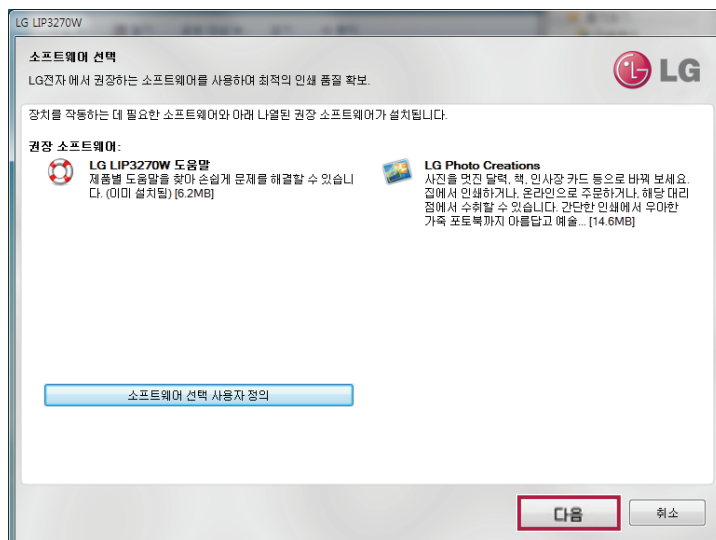 LG LIP3270W
소프트웨어 선택
LG전자에서 권장하는 소프트웨어를 사용하여 최적의 인쇄 품질 확보.
LG
장치를 작동하는 데 필요한 소프트웨어와 아래 나열된 권장 소프트웨어가 설치됩니다.
권장 소프트웨어:
LG LIP3270W 도움말
제품별 도움말을 찾아 손쉽게 문제를 해결할 수 있습니
다. (이미 설치됨) [6.2MB]
LG Photo Creations
사진을 멋진 달력, 책, 인사장 카드 등으로 바꿔 보세요.
집에서 인쇄하거나, 온라인으로 주문하거나, 해당 대리
점에서 수취할 수 있습니다. 간단한 인쇄에서 우아한
가죽 포토북까지 아름답고 예술... [14.6MB]
소프트웨어 선택 사용자 정의
다음
취소